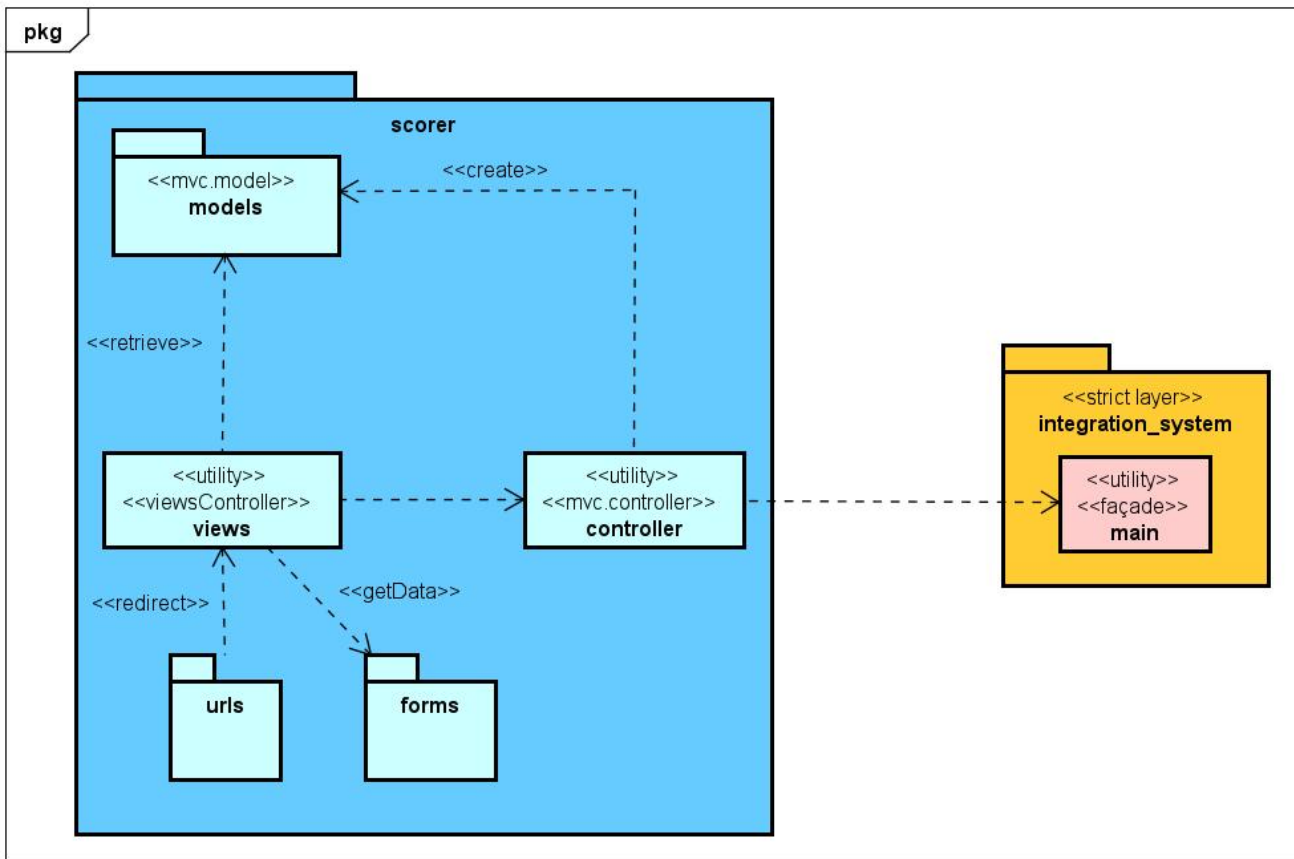 pkg
scorer
<<mvc.model>>
models
<<create>>
<<retrieve>>
<<utility>>
<<viewsController>>
views
<<utility>>
<<mvc.controller>>
controller
<<strict layer>>
integration_system
<<utility>>
<<façade>>
main
<<redirect>>
<<getData>>
urls
forms